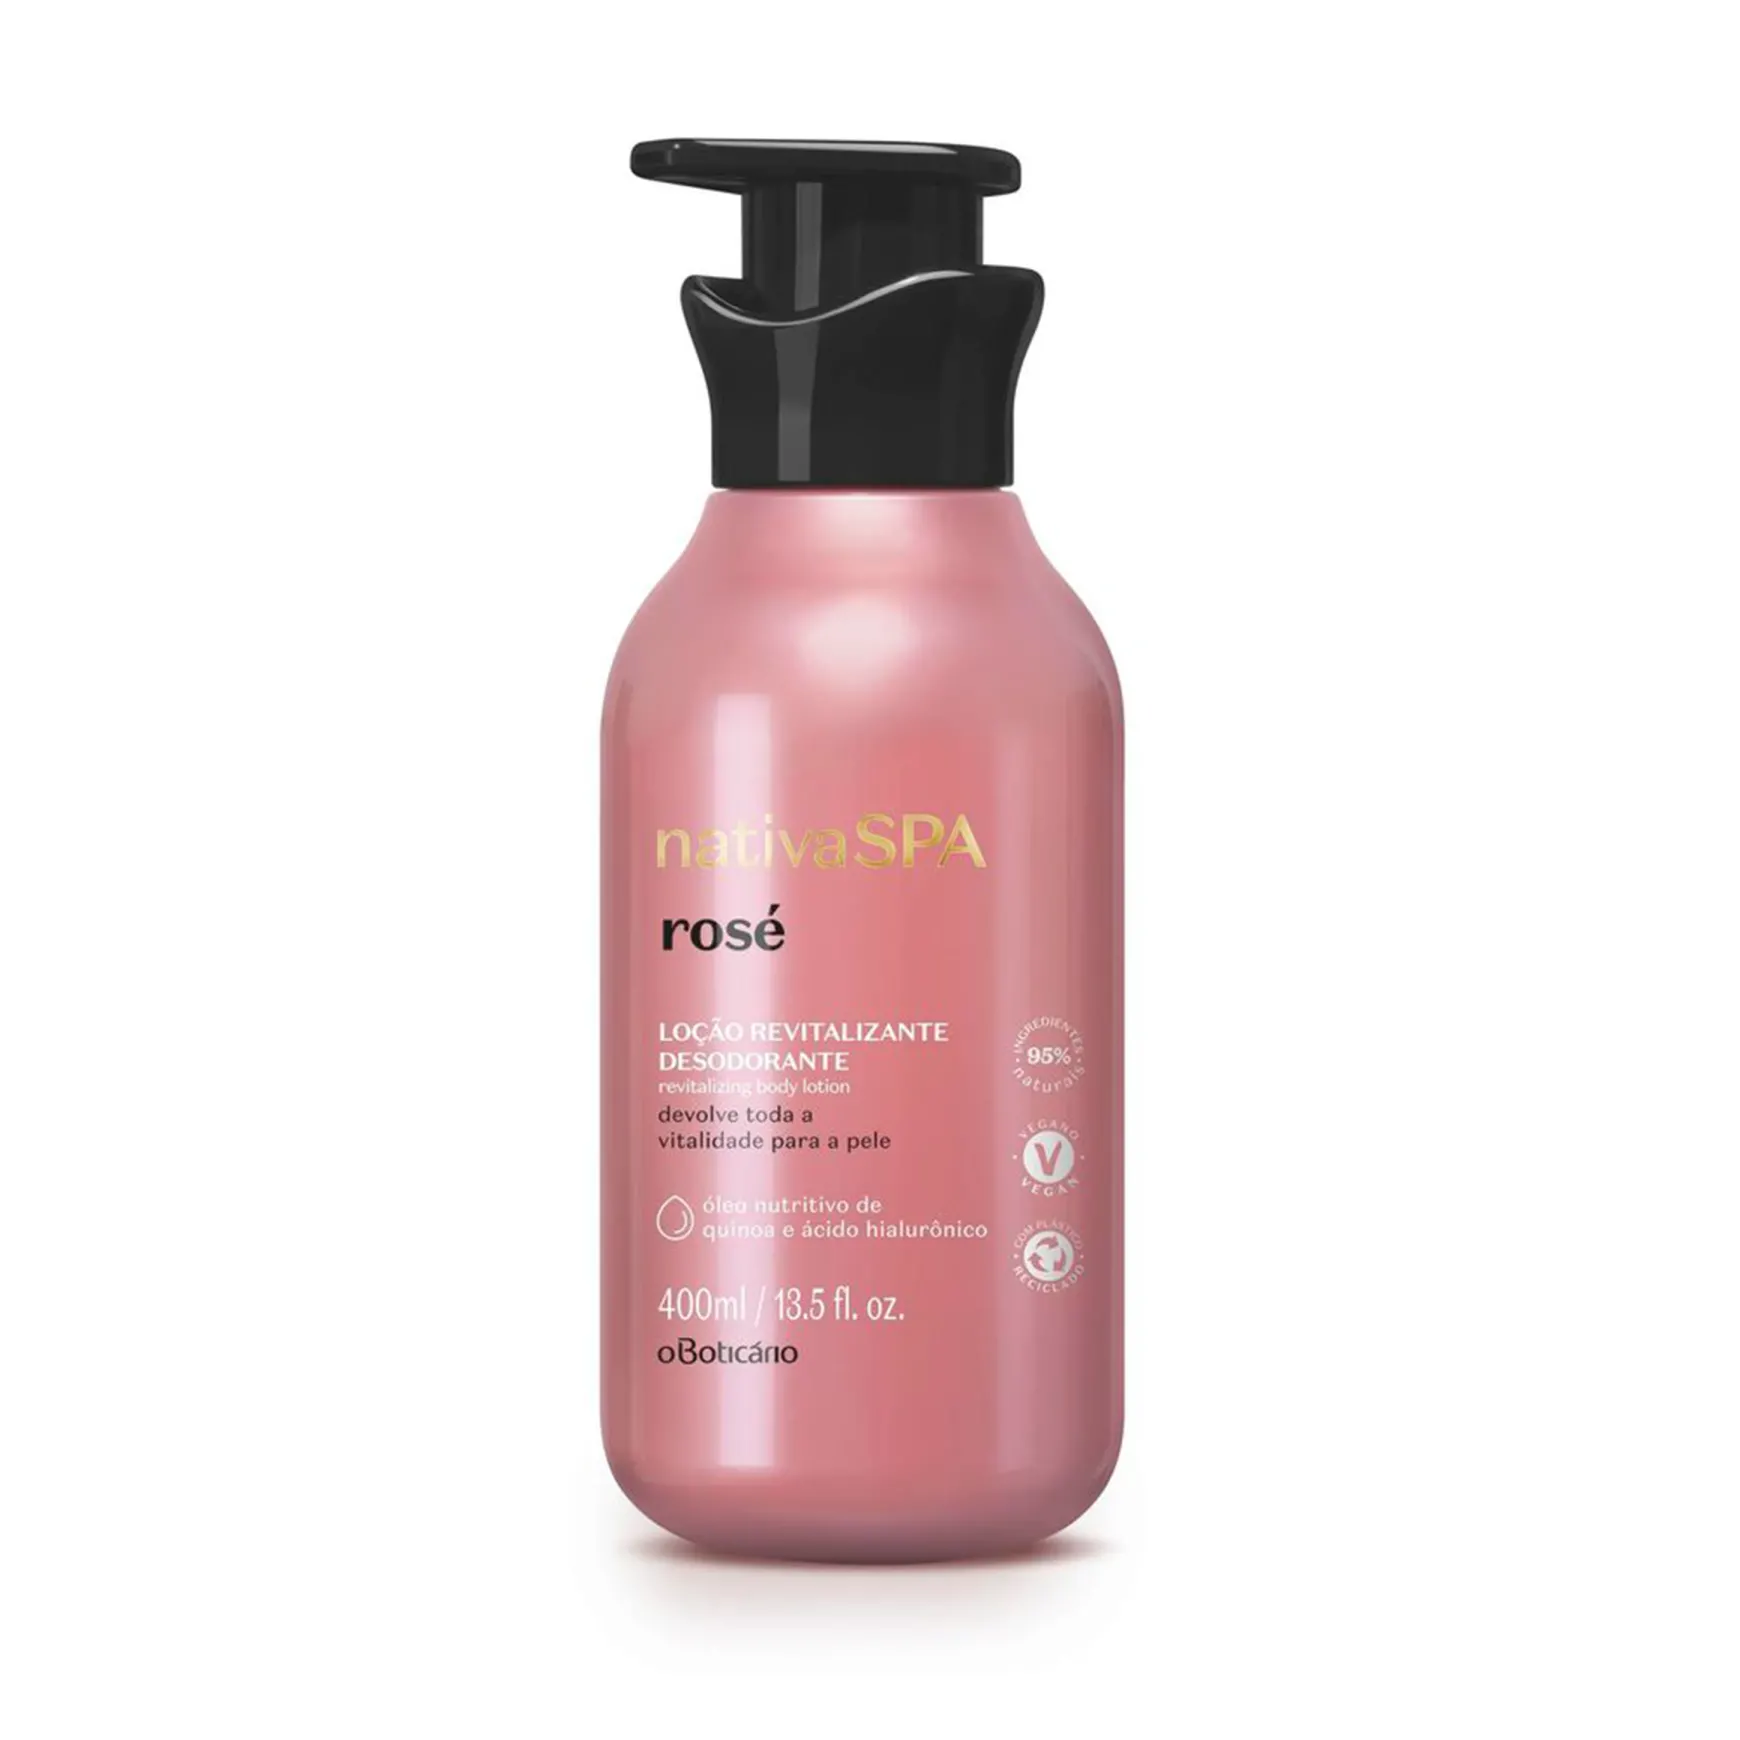 nativaSPA
rosé
LOÇÃO REVITALIZANTE
DESODORANTE
revitalizing body lotion
devolve toda a
vitalidade para a pele
óleo nutritivo de
quinoa e ácido hialurônico
400ml / 13.5 fl. oz.
oBoticário
INGREDIENTES
95%
naturais
VEGANO
V
VEGAN
COM PLÁSTICO
RECICLADO